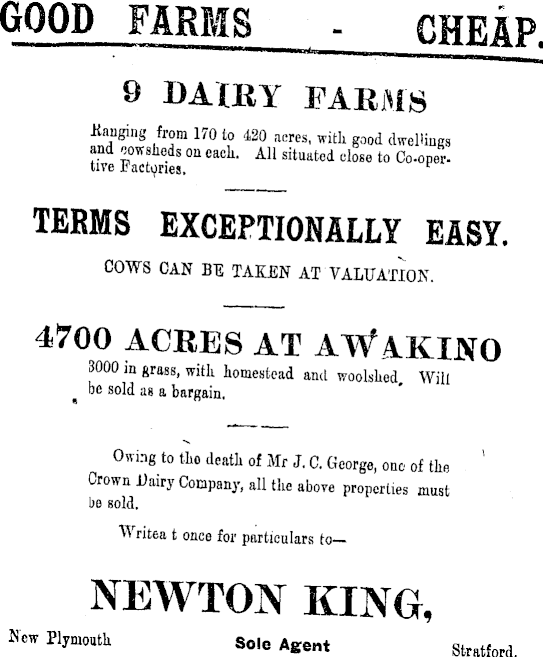 GOOD FARMS - CHEAP.
9 DAIRY FARMS
Ranging from 170 to 420 acres, with good dwellings
and cowsheds on each. All situated close to Co-oper-
tive Factories.
TERMS EXCEPTIONALLY EASY.
COWS CAN BE TAKEN AT VALUATION.
4700 ACRES AT AWAKINO
3000 in grass, with homestead and woolshed, Will
be sold as a bargain.
Owing to the death of Mr J. C. George, one of the
Crown Dairy Company, all the above properties must
be sold.
Writea t once for particulars to—
NEWTON KING,
New Plymouth Sole Agent Stratford.